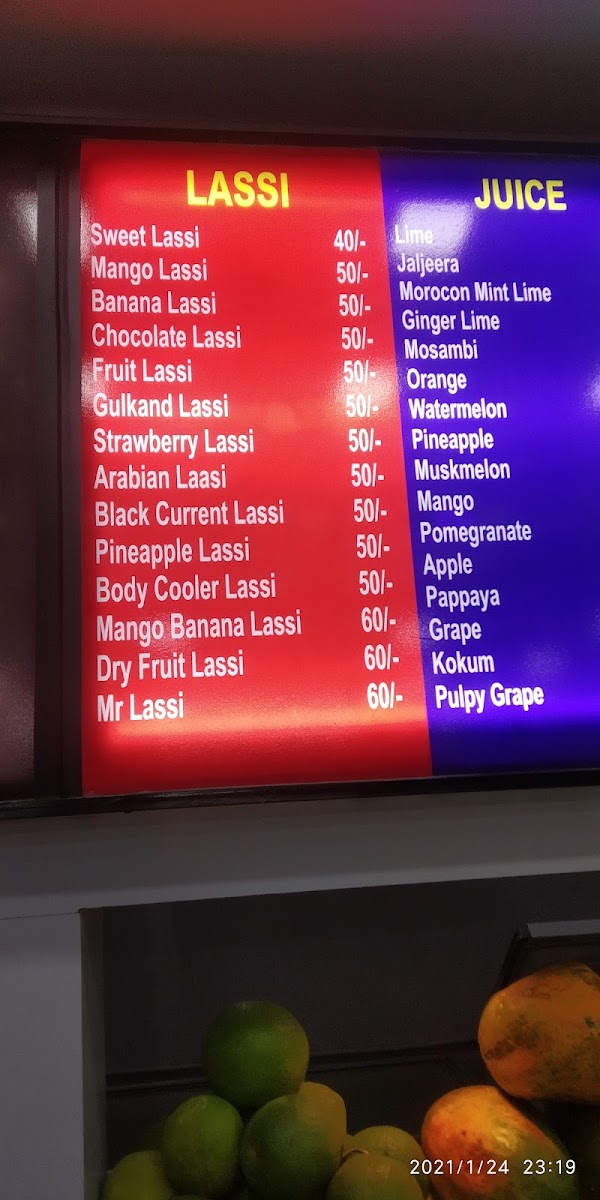 LASSI
Sweet Lassi 40/-
Mango Lassi 50/-
Banana Lassi 50/-
Chocolate Lassi 50/-
Fruit Lassi 50/-
Gulkand Lassi 50/-
Strawberry Lassi 50/-
Arabian Laasi 50/-
Black Current Lassi 50/-
Pineapple Lassi 50/-
Body Cooler Lassi 50/-
Mango Banana Lassi 60/-
Dry Fruit Lassi 60/-
Mr Lassi 60/-
JUICE
Lime
Jaljeera
Morocon Mint Lime
Ginger Lime
Mosambi
Orange
Watermelon
Pineapple
Muskmelon
Mango
Pomegranate
Apple
Pappaya
Grape
Kokum
Pulpy Grape
2021/1/24 23:19